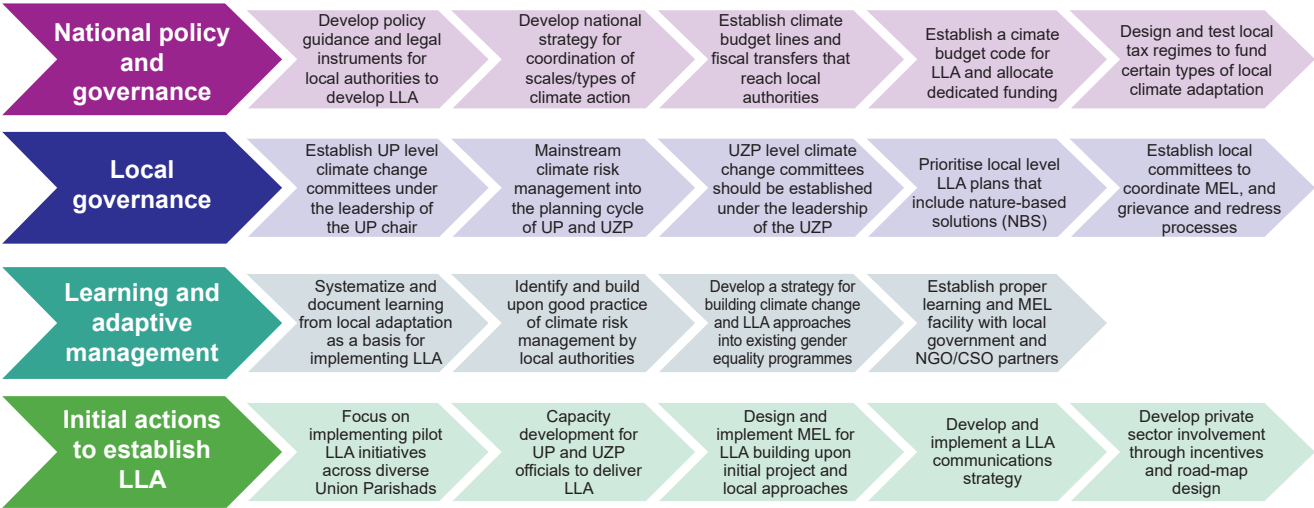 National policy
and
governance
Develop policy
guidance and legal
instruments for
local authorities to
develop LLA
Develop national
strategy for
coordination of
scales/types of
climate action
Establish climate
budget lines and
fiscal transfers that
reach local
authorities
Establish a cimate
budget code for
LLA and allocate
dedicated funding
Design and test local
tax regimes to fund
certain types of local
climate adaptation
Local
governance
Establish UP level
climate change
committees under
the leadership of
the UP chair
Mainstream
climate risk
management into
the planning cycle
of UP and UZP
UZP level climate
change committees
should be established
under the leadership
of the UZP
Prioritise local level
LLA plans that
include nature-based
solutions (NBS)
Establish local
committees to
coordinate MEL, and
grievance and redress
processes
Learning and
adaptive
management
Systematize and
document learning
from local adaptation
as a basis for
implementing LLA
Identify and build
upon good practice
of climate risk
management by
local authorities
Develop a strategy for
building climate change
and LLA approaches
into existing gender
equality programmes
Establish proper
learning and MEL
facility with local
government and
NGO/CSO partners
Initial actions
to establish
LLA
Focus on
implementing pilot
LLA initiatives
across diverse
Union Parishads
Capacity
development for
UP and UZP
officials to deliver
LLA
Design and
implement MEL for
LLA building upon
initial project and
local approaches
Develop and
implement a LLA
communications
strategy
Develop private
sector involvement
through incentives
and road-map
design